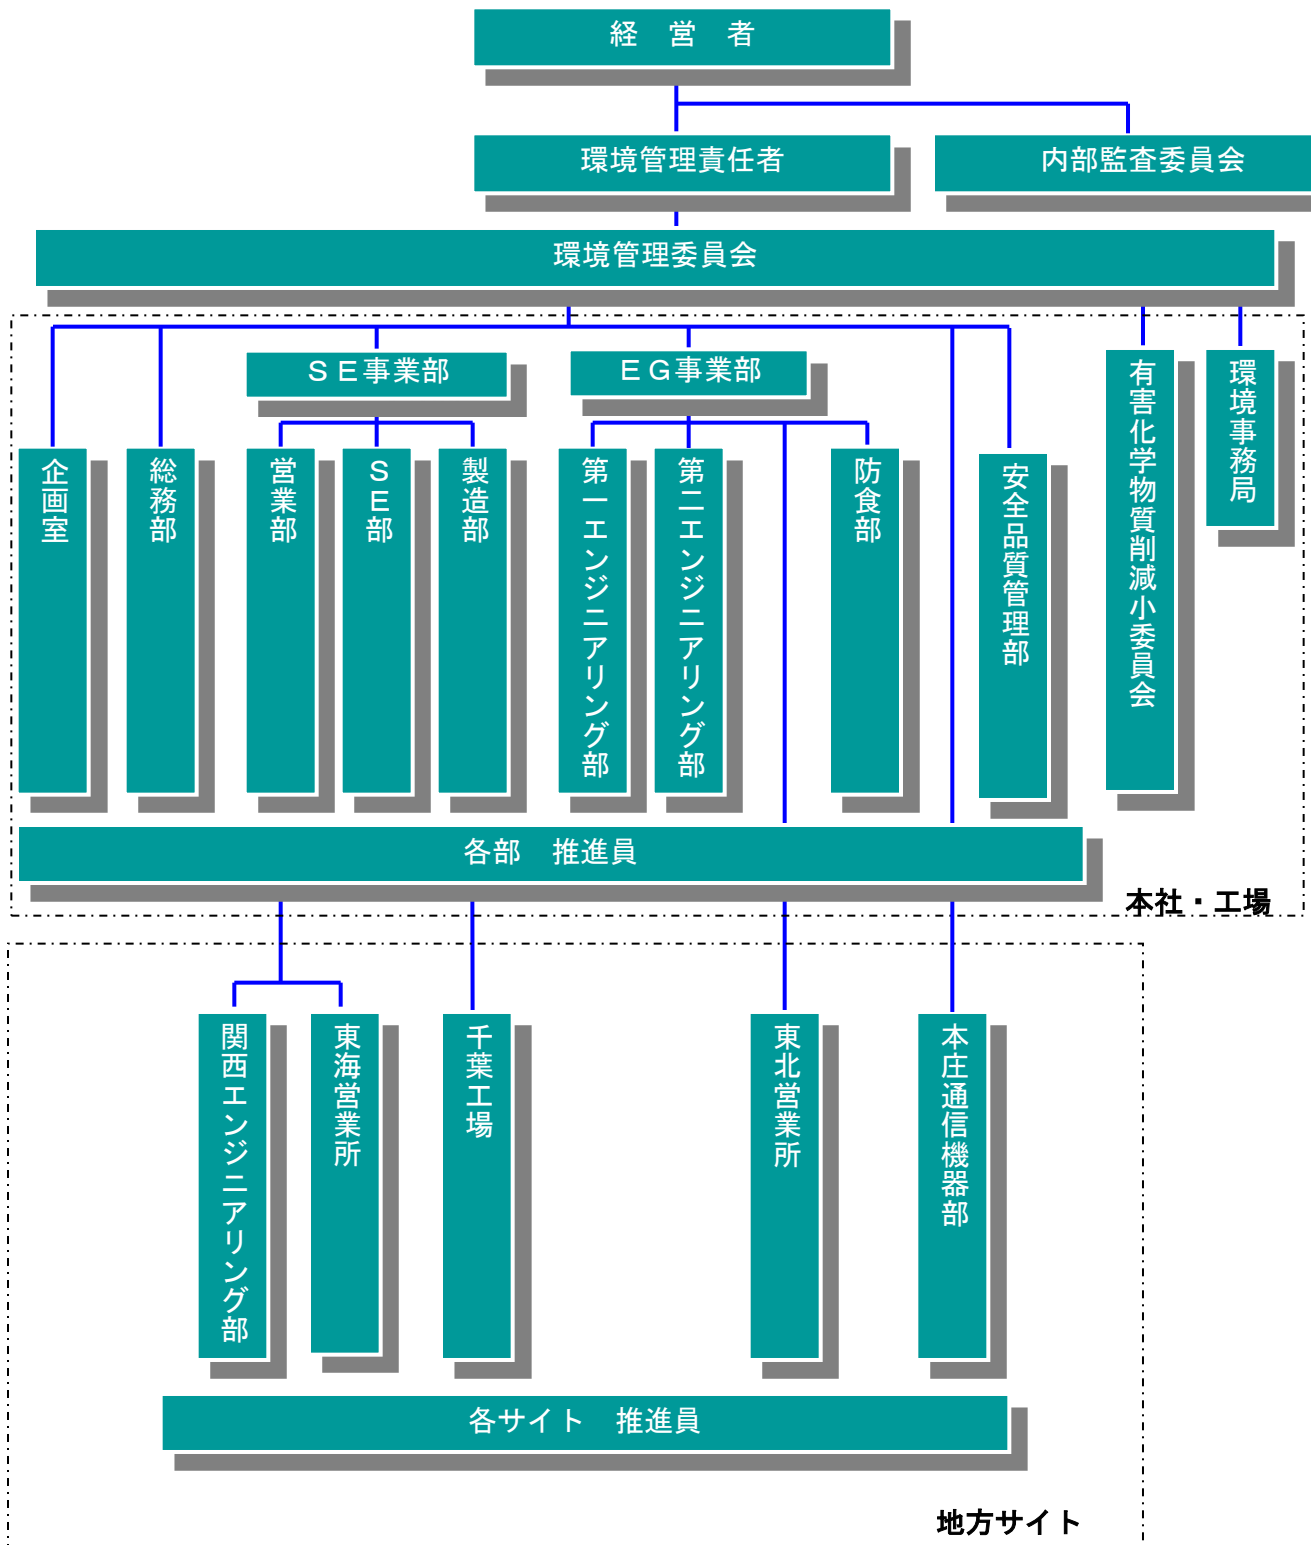 経　営　者
環境管理責任者
内部監査委員会
環境管理委員会
ＳＥ事業部
ＥＧ事業部
企画室
総務部
営業部
ＳＥ部
製造部
第一エンジニアリング部
第二エンジニアリング部
防食部
安全品質管理部
有害化学物質削減小委員会
環境事務局
各部　推進員
本社・工場
関西エンジニアリング部
東海営業所
千葉工場
東北営業所
本庄通信機器部
各サイト　推進員
地方サイト